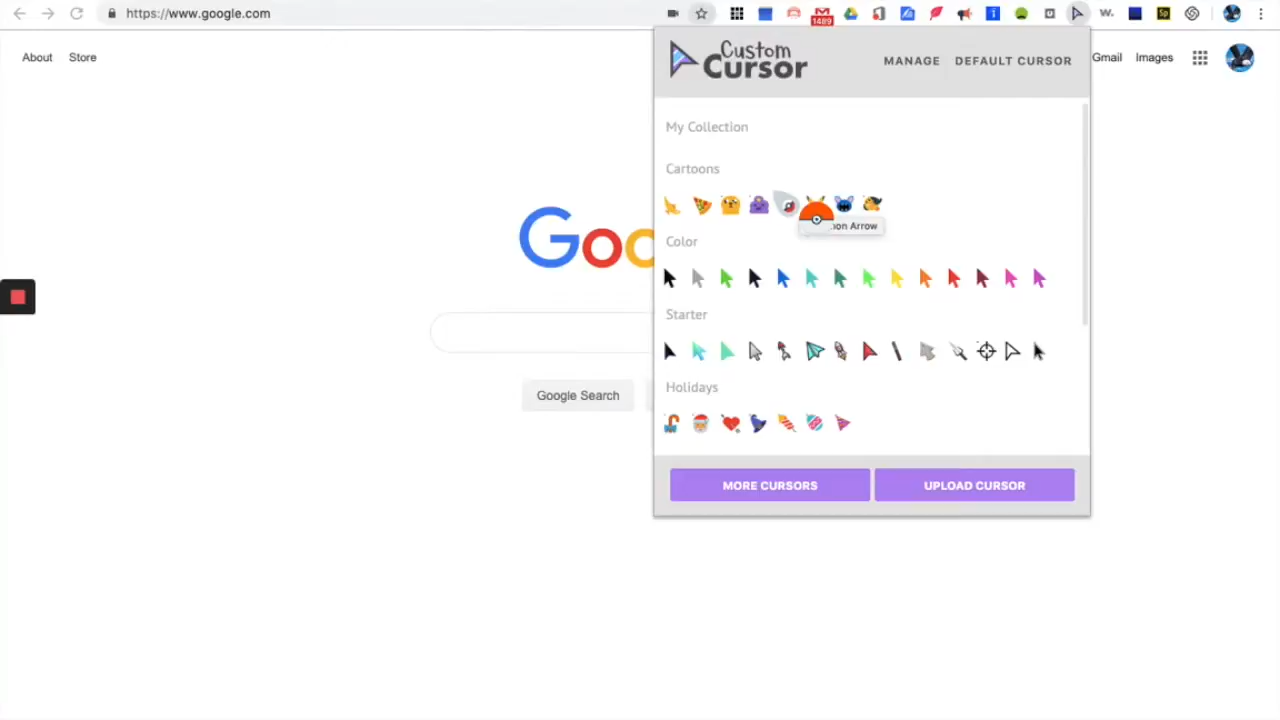 https://www.google.com
1489
About Store
Custom Cursor
MANAGE DEFAULT CURSOR
Gmail Images
My Collection
Cartoons
Arrow
Color
Goo
Starter
Holidays
Google Search
MORE CURSORS UPLOAD CURSOR